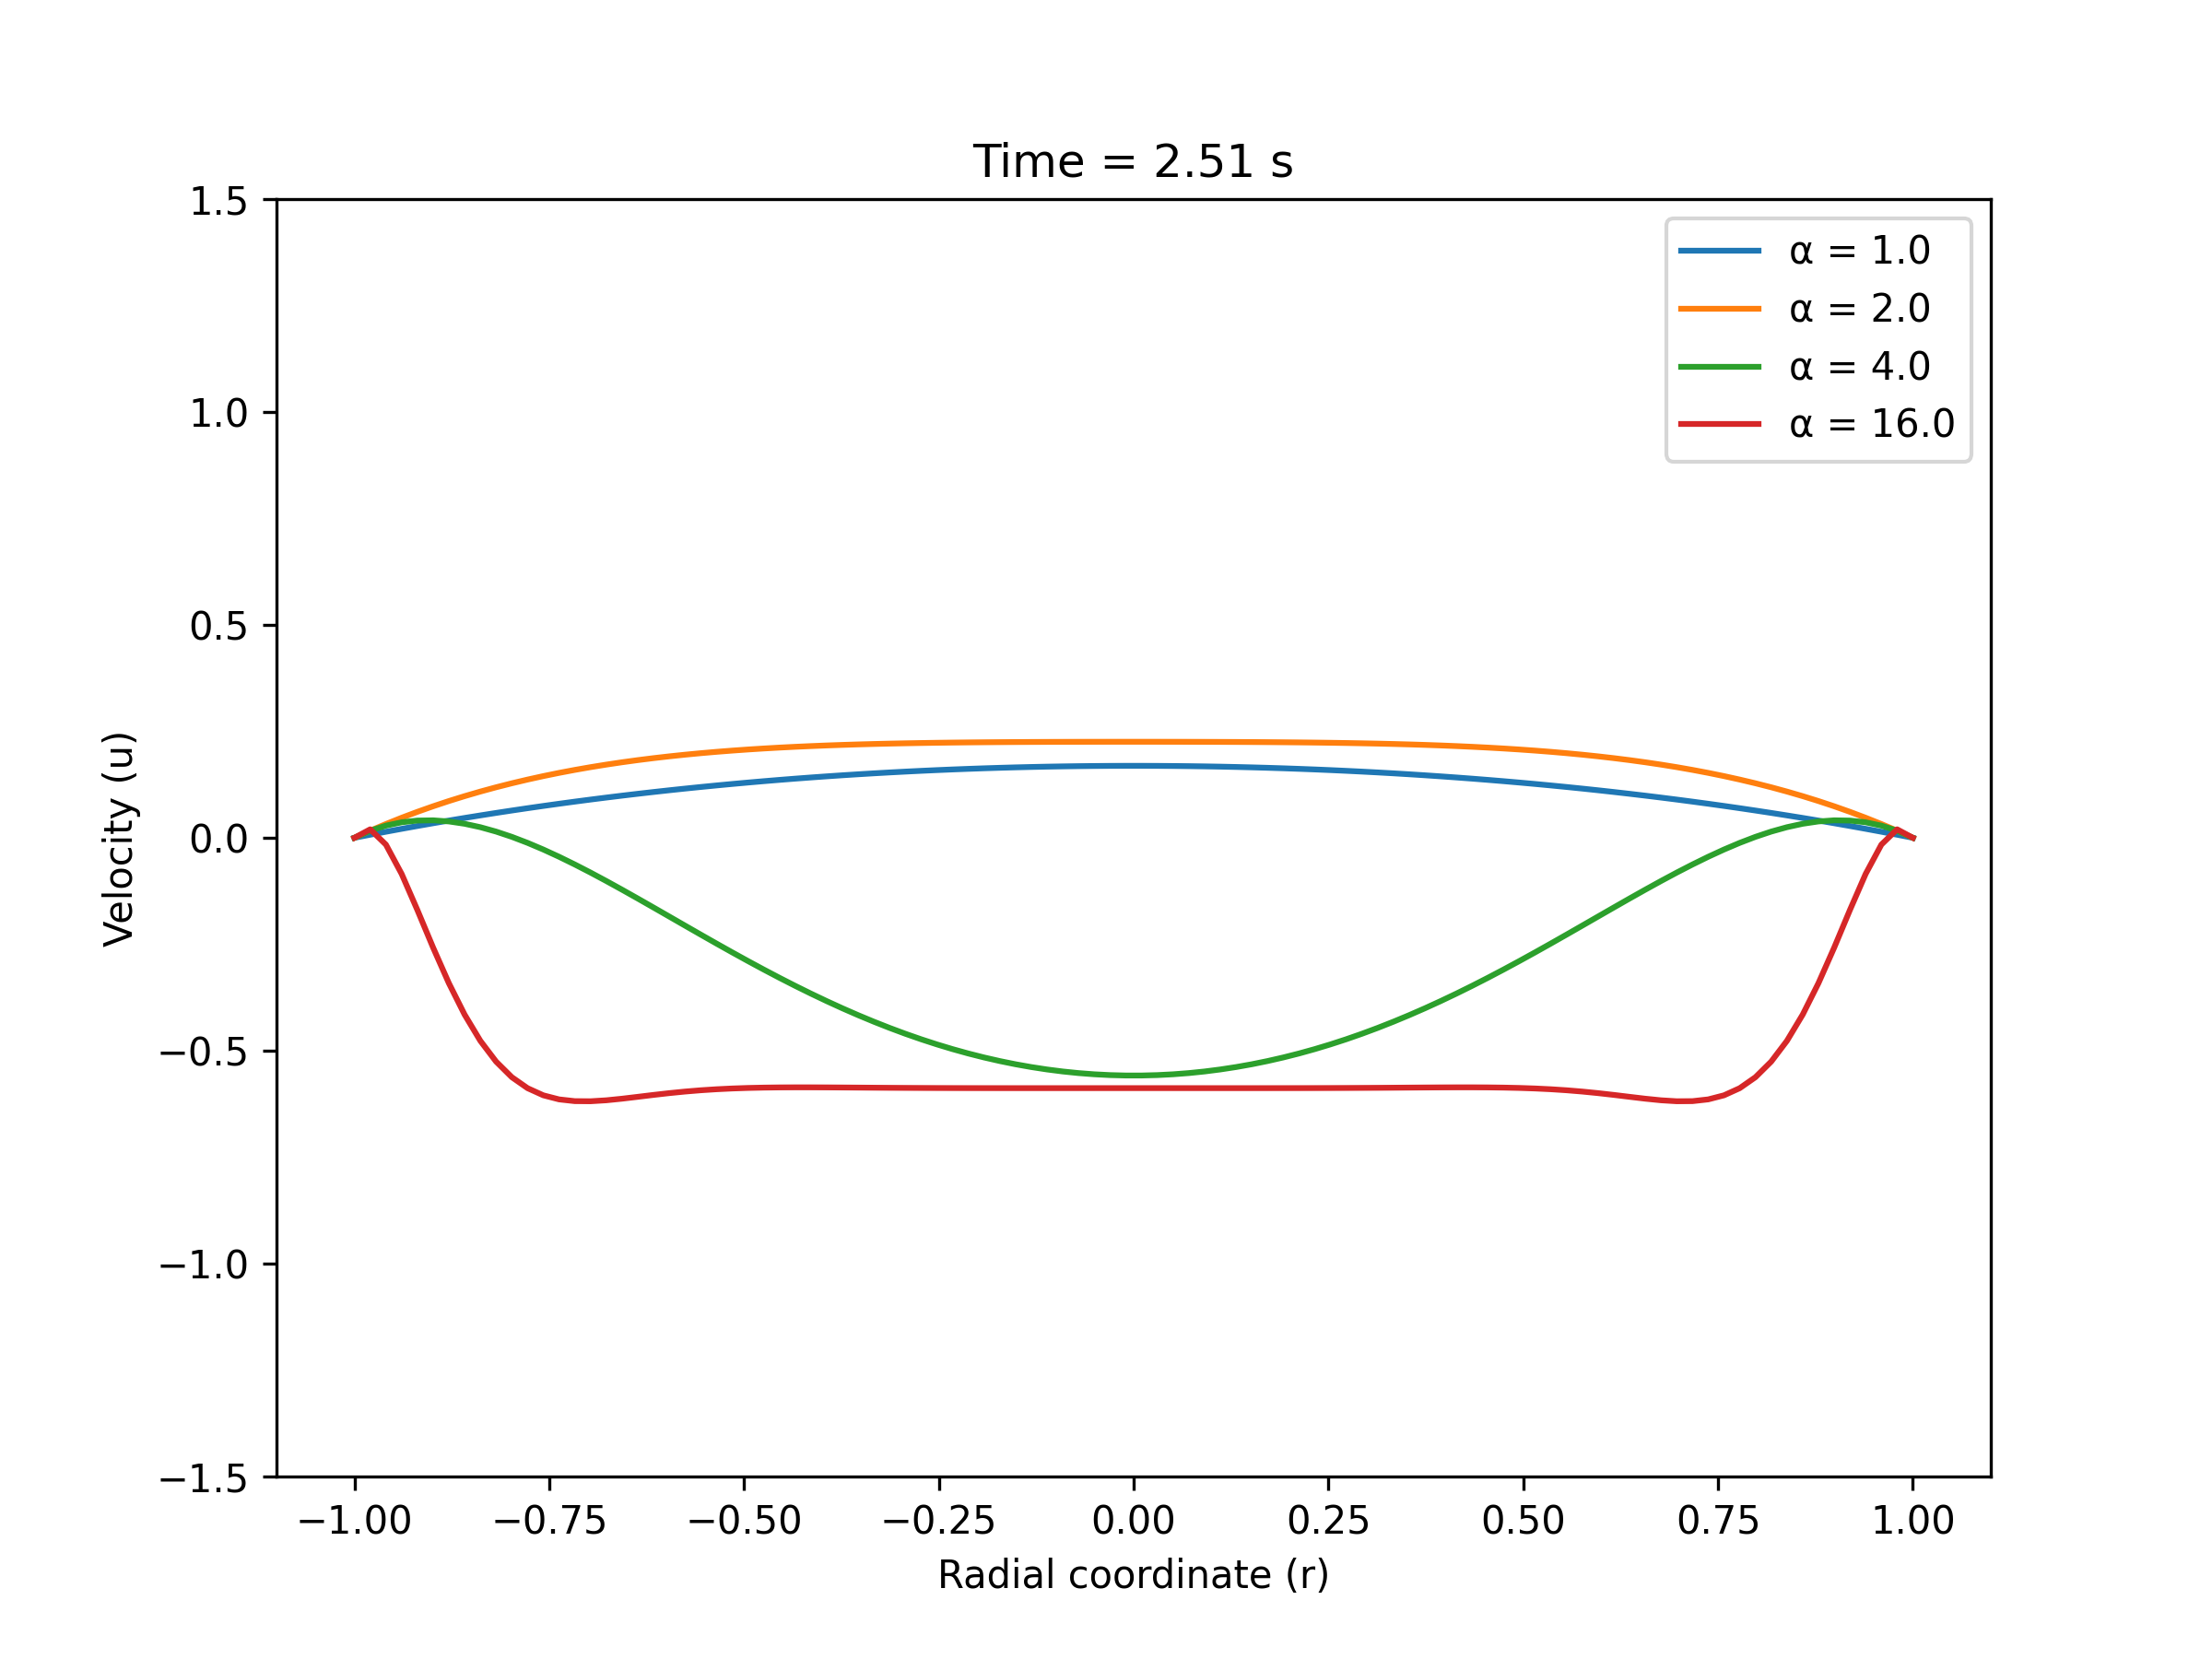 Time = 2.51 s
1.5
1.0
0.5
0.0
−0.5
−1.0
−1.5
Velocity (u)
α = 1.0
α = 2.0
α = 4.0
α = 16.0
−1.00 −0.75 −0.50 −0.25 0.00 0.25 0.50 0.75 1.00
Radial coordinate (r)